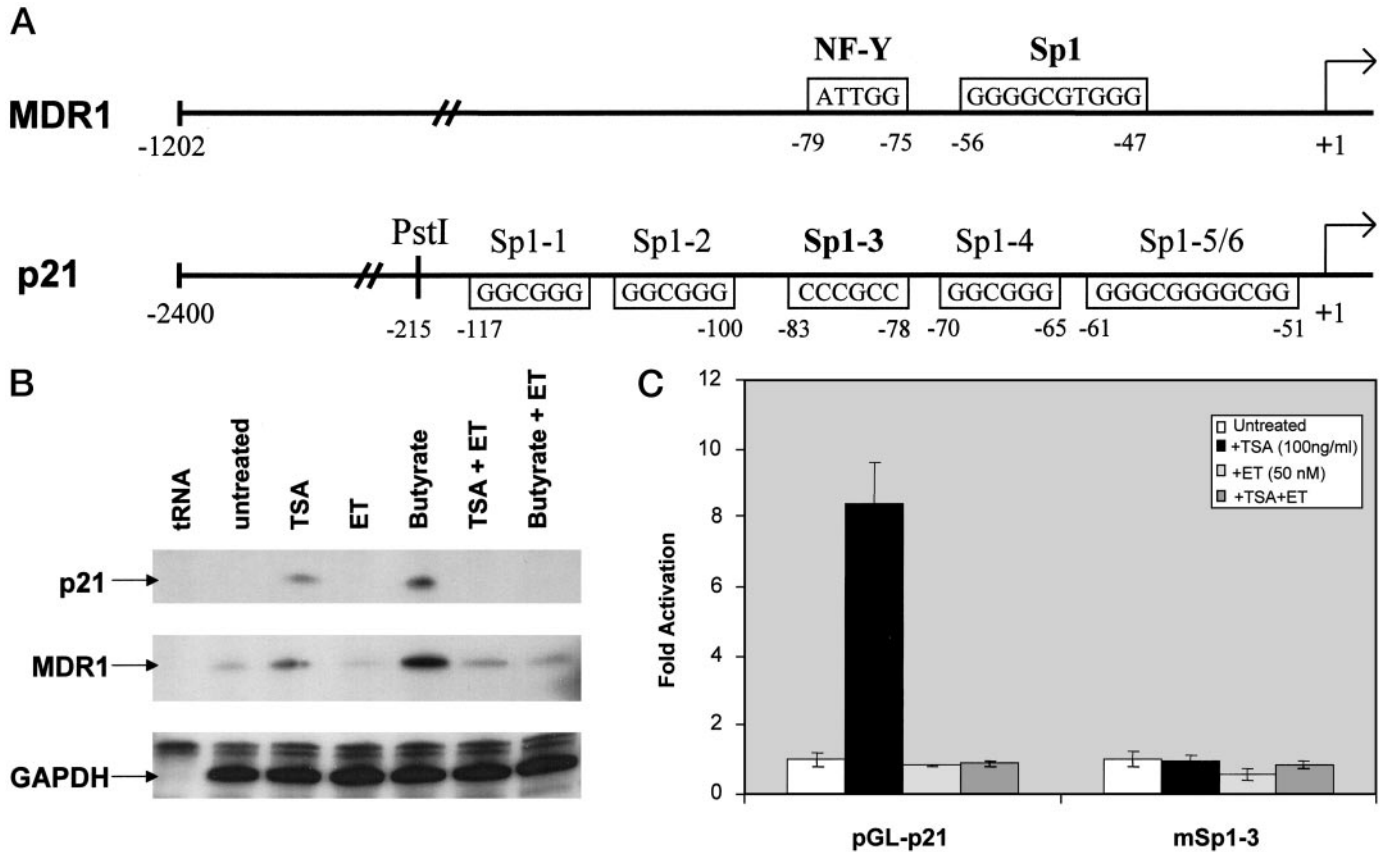 A
NF-Y Sp1
MDR1 ATTGG GGGGCGTGGG
-1202 -79 -75 -56 -47 +1
PstI Sp1-1 Sp1-2 Sp1-3 Sp1-4 Sp1-5/6
p21 GGCGGG GGCGGG CCCGCC GGCGGG GGGCGGGGCGG
-2400 -215 -117 -100 -83 -78 -70 -65 -61 -51 +1
B
tRNA
untreated
TSA
ET
Butyrate
TSA + ET
Butyrate + ET
p21
MDR1
GAPDH
C
12
10
8
6
4
2
0
Fold Activation
Untreated
+TSA (100ng/ml)
+ET (50 nM)
+TSA+ET
pGL-p21 mSp1-3